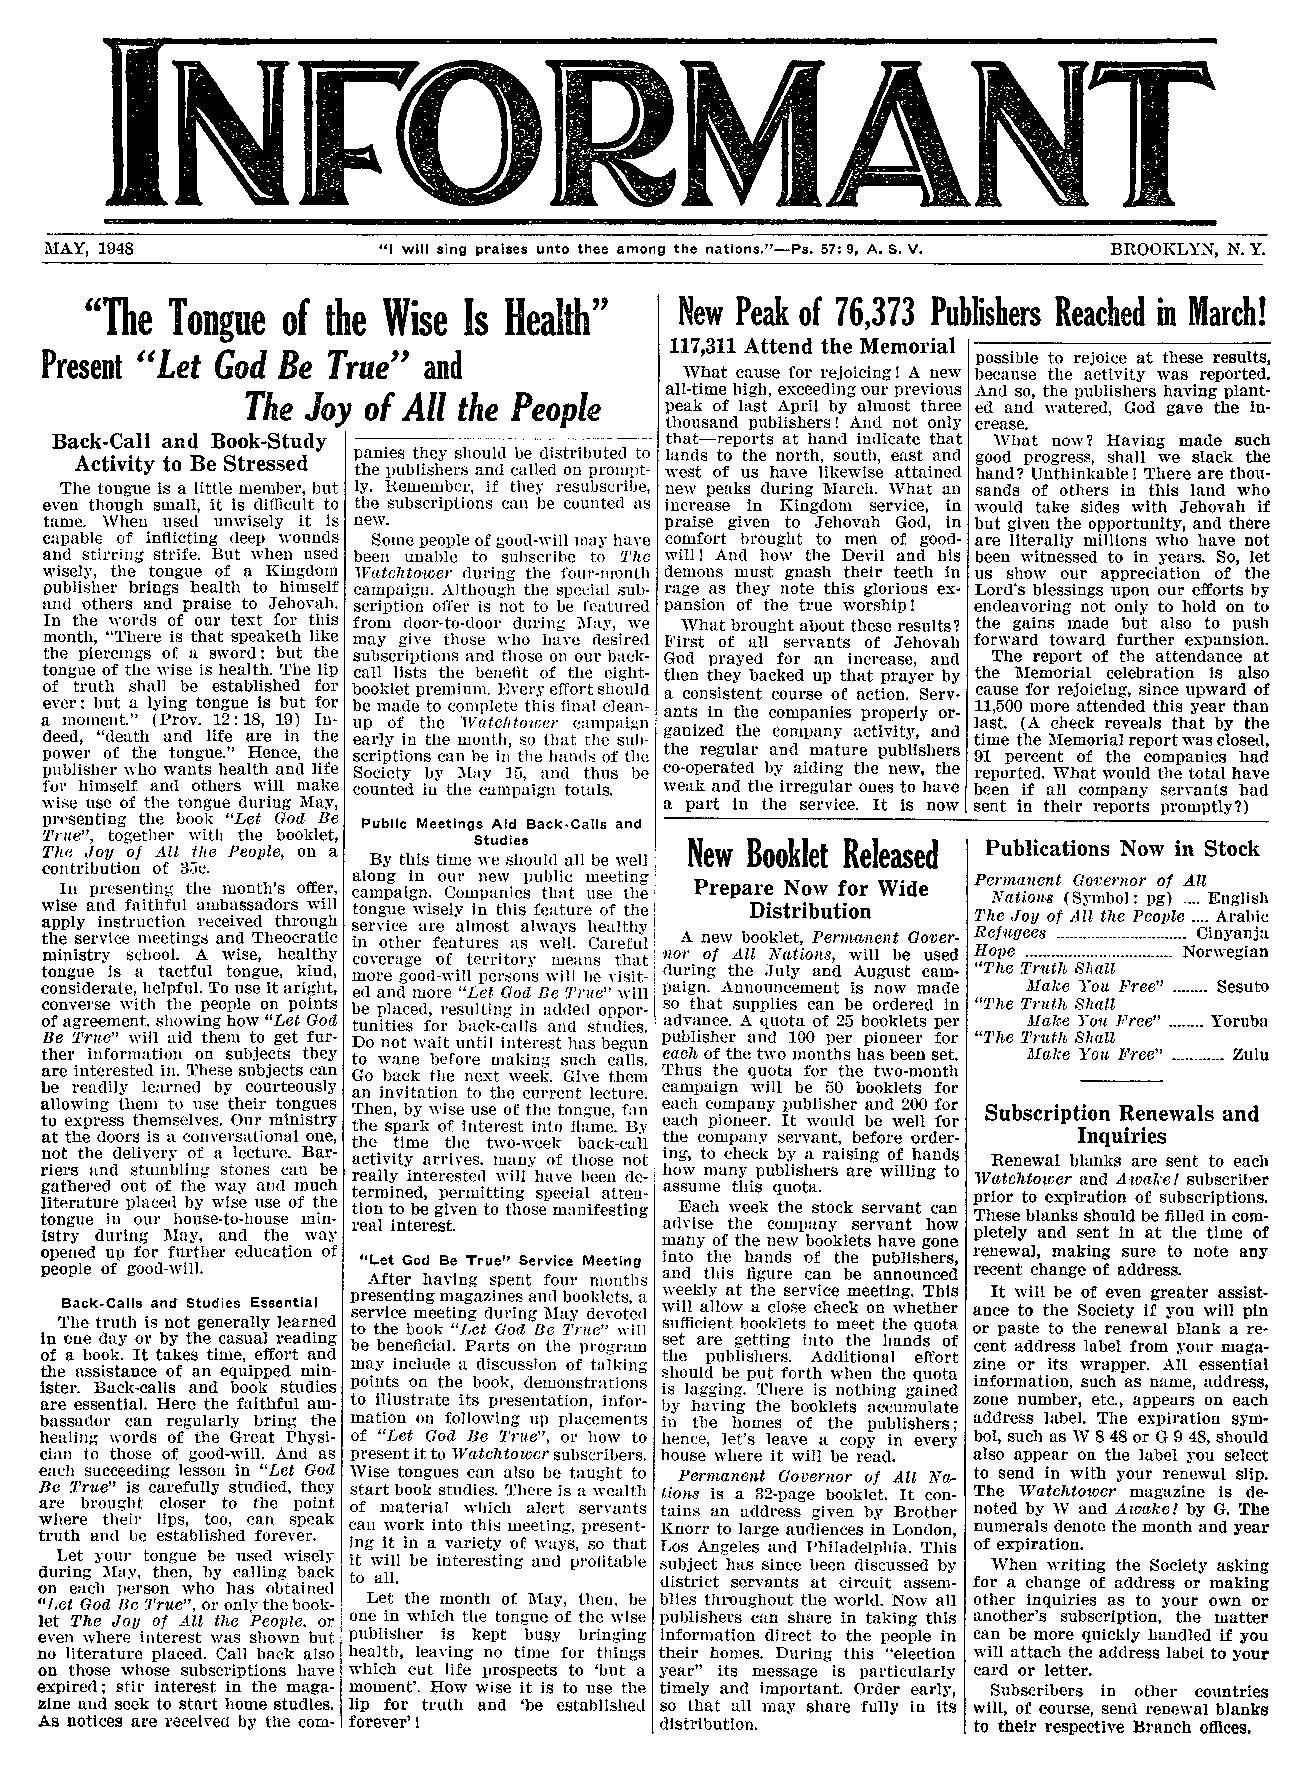 INFORMANT
MAY, 1948
"I will sing praises unto thee among the nations."—Ps. 57:9, A. S. V.
BROOKLYN, N. Y.
"The Tongue of the Wise Is Health"
Present "Let God Be True" and
The Joy of All the People
Back-Call and Book-Study
Activity to Be Stressed
The tongue is a little member, but
even though small, it is difficult to
tame. When used unwisely it is
capable of inflicting deep wounds
and stirring strife. But when used
wisely, the tongue of a Kingdom
publisher brings health to himself
and others and praise to Jehovah.
In the words of our text for this
month, "There is that speaketh like
the piercings of a sword: but the
tongue of the wise is health. The lip
of truth shall be established for
ever: but a lying tongue is but for
a moment." (Prov. 12:18, 19) In-
deed, "death and life are in the
power of the tongue." Hence, the
publisher who wants health and life
for himself and others will make
wise use of the tongue during May,
presenting the book "Let God Be
True", together with the booklet,
The Joy of All the People, on a
contribution of 35c.
In presenting the month's offer,
wise and faithful ambassadors will
apply instruction received through
the service meetings and Theocratic
ministry school. A wise, healthy
tongue is a tactful tongue, kind,
considerate, helpful. To use it aright,
converse with the people on points
of agreement, showing how "Let God
Be True" will aid them to get fur-
ther information on subjects they
are interested in. These subjects can
be readily learned by courteously
allowing them to use their tongues
to express themselves. Our ministry
at the doors is a conversational one,
not the delivery of a lecture. Bar-
riers and stumbling stones can be
gathered out of the way and much
literature placed by wise use of the
tongue in our house-to-house min-
istry during May, and the way
opened up for further education of
people of good-will.
Back-Calls and Studies Essential
The truth is not generally learned
in one day or by the casual reading
of a book. It takes time, effort and
the assistance of an equipped min-
ister. Back-calls and book studies
are essential. Here the faithful am-
bassador can regularly bring the
healing words of the Great Physi-
cian to those of good-will. And as
each succeeding lesson in "Let God
Be True" is carefully studied, they
are brought closer to the point
where their lips, too, can speak
truth and be established forever.
Let your tongue be used wisely
during May, then, by calling back
on each person who has obtained
"Let God Be True", or only the book-
let The Joy of All the People, or
even where interest was shown but
no literature placed. Call back also
on those whose subscriptions have
expired; stir interest in the maga-
zine and seek to start home studies.
As notices are received by the com-
panies they should be distributed to
the publishers and called on prompt-
ly. Remember, if they resubscribe,
the subscriptions can be counted as
new.
Some people of good-will may have
been unable to subscribe to The
Watchtower during the four-month
campaign. Although the special sub-
scription offer is not to be featured
from door-to-door during May, we
may give those who have desired
subscriptions and those on our back-
call lists the benefit of the eight-
booklet premium. Every effort should
be made to complete this final clean-
up of the Watchtower campaign
early in the month, so that the sub-
scriptions can be in the hands of the
Society by May 15, and thus be
counted in the campaign totals.
Public Meetings Aid Back-Calls and
Studies
By this time we should all be well
along in our new public meeting
campaign. Companies that use the
tongue wisely in this feature of the
service are almost always healthy
in other features as well. Careful
coverage of territory means that
more good-will persons will be visit-
ed and more "Let God Be True" will
be placed, resulting in added oppor-
tunities for back-calls and studies.
Do not wait until interest has begun
to wane before making such calls.
Go back the next week. Give them
an invitation to the current lecture.
Then, by wise use of the tongue, fan
the spark of interest into flame. By
the time the two-week back-call
activity arrives, many of those not
really interested will have been de-
termined, permitting special atten-
tion to be given to those manifesting
real interest.
"Let God Be True" Service Meeting
After having spent four months
presenting magazines and booklets, a
service meeting during May devoted
to the book "Let God Be True" will
be beneficial. Parts on the program
may include a discussion of talking
points on the book, demonstrations
to illustrate its presentation, infor-
mation on following up placements
of "Let God Be True", or how to
present it to Watchtower subscribers.
Wise tongues can also be taught to
start book studies. There is a wealth
of material which alert servants
can work into this meeting, present-
ing it in a variety of ways, so that
it will be interesting and profitable
to all.
Let the month of May, then, be
one in which the tongue of the wise
publisher is kept busy bringing
health, leaving no time for things
which cut life prospects to 'but a
moment'. How wise it is to use the
lip for truth and 'be established
forever'!
New Peak of 76,373 Publishers Reached in March!
117,311 Attend the Memorial
What cause for rejoicing! A new
all-time high, exceeding our previous
peak of last April by almost three
thousand publishers! And not only
that—reports at hand indicate that
lands to the north, south, east and
west of us have likewise attained
new peaks during March. What an
increase in Kingdom service, in
praise given to Jehovah God, in
comfort brought to men of good-
will! And how the Devil and his
demons must gnash their teeth in
rage as they note this glorious ex-
pansion of the true worship!
What brought about these results?
First of all servants of Jehovah
God prayed for an increase, and
then they backed up that prayer by
a consistent course of action. Serv-
ants in the companies properly or-
ganized the company activity, and
the regular and mature publishers
co-operated by aiding the new, the
weak and the irregular ones to have
a part in the service. It is now
possible to rejoice at these results,
because the activity was reported.
And so, the publishers having plant-
ed and watered, God gave the in-
crease.
What now? Having made such
good progress, shall we slack the
hand? Unthinkable! There are thou-
sands of others in this land who
would take sides with Jehovah if
but given the opportunity, and there
are literally millions who have not
been witnessed to in years. So, let
us show our appreciation of the
Lord's blessings upon our efforts by
endeavoring not only to hold on to
the gains made but also to push
forward toward further expansion.
The report of the attendance at
the Memorial celebration is also
cause for rejoicing, since upward of
11,500 more attended this year than
last. (A check reveals that by the
time the Memorial report was closed,
91 percent of the companies had
reported. What would the total have
been if all company servants had
sent in their reports promptly?)
New Booklet Released
Prepare Now for Wide
Distribution
A new booklet, Permanent Gover-
nor of All Nations, will be used
during the July and August cam-
paign. Announcement is now made
so that supplies can be ordered in
advance. A quota of 25 booklets per
publisher and 100 per pioneer for
each of the two months has been set.
Thus the quota for the two-month
campaign will be 50 booklets for
each company publisher and 200 for
each pioneer. It would be well for
the company servant, before order-
ing, to check by a raising of hands
how many publishers are willing to
assume this quota.
Each week the stock servant can
advise the company servant how
many of the new booklets have gone
into the hands of the publishers,
and this figure can be announced
weekly at the service meeting. This
will allow a close check on whether
sufficient booklets to meet the quota
set are getting into the hands of
the publishers. Additional effort
should be put forth when the quota
is lagging. There is nothing gained
by having the booklets accumulate
in the homes of the publishers;
hence, let's leave a copy in every
house where it will be read.
Permanent Governor of All Na-
tions is a 32-page booklet. It con-
tains an address given by Brother
Knorr to large audiences in London,
Los Angeles and Philadelphia. This
subject has since been discussed by
district servants at circuit assem-
blies throughout the world. Now all
publishers can share in taking this
information direct to the people in
their homes. During this "election
year" its message is particularly
timely and important. Order early,
so that all may share fully in its
distribution.
Publications Now in Stock
Permanent Governor of All
Nations (Symbol: pg) .... English
The Joy of All the People .... Arabic
Refugees ............................ Cinyanja
Hope ................................ Norwegian
"The Truth Shall
Make You Free" ........ Sesuto
"The Truth Shall
Make You Free" ........ Yoruba
"The Truth Shall
Make You Free" ............ Zulu
Subscription Renewals and
Inquiries
Renewal blanks are sent to each
Watchtower and Awake! subscriber
prior to expiration of subscriptions.
These blanks should be filled in com-
pletely and sent in at the time of
renewal, making sure to note any
recent change of address.
It will be of even greater assist-
ance to the Society if you will pin
or paste to the renewal blank a re-
cent address label from your maga-
zine or its wrapper. All essential
information, such as name, address,
zone number, etc., appears on each
address label. The expiration sym-
bol, such as W 8 48 or G 9 48, should
also appear on the label you select
to send in with your renewal slip.
The Watchtower magazine is de-
noted by W and Awake! by G. The
numerals denote the month and year
of expiration.
When writing the Society asking
for a change of address or making
other inquiries as to your own or
another's subscription, the matter
can be more quickly handled if you
will attach the address label to your
card or letter.
Subscribers in other countries
will, of course, send renewal blanks
to their respective Branch offices.